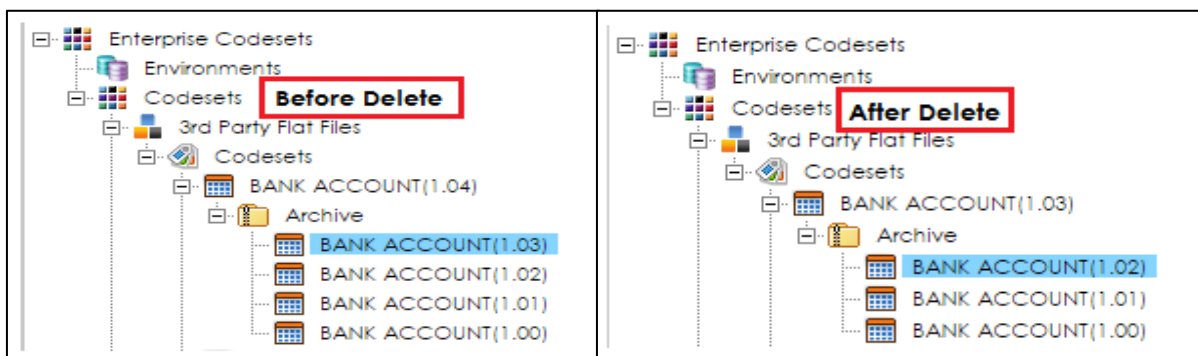 Enterprise Codesets
Environments
Codesets Before Delete
3rd Party Flat Files
Codesets
BANK ACCOUNT(1.04)
Archive
BANK ACCOUNT(1.03)
BANK ACCOUNT(1.02)
BANK ACCOUNT(1.01)
BANK ACCOUNT(1.00)
Enterprise Codesets
Environments
Codesets After Delete
3rd Party Flat Files
Codesets
BANK ACCOUNT(1.03)
Archive
BANK ACCOUNT(1.02)
BANK ACCOUNT(1.01)
BANK ACCOUNT(1.00)